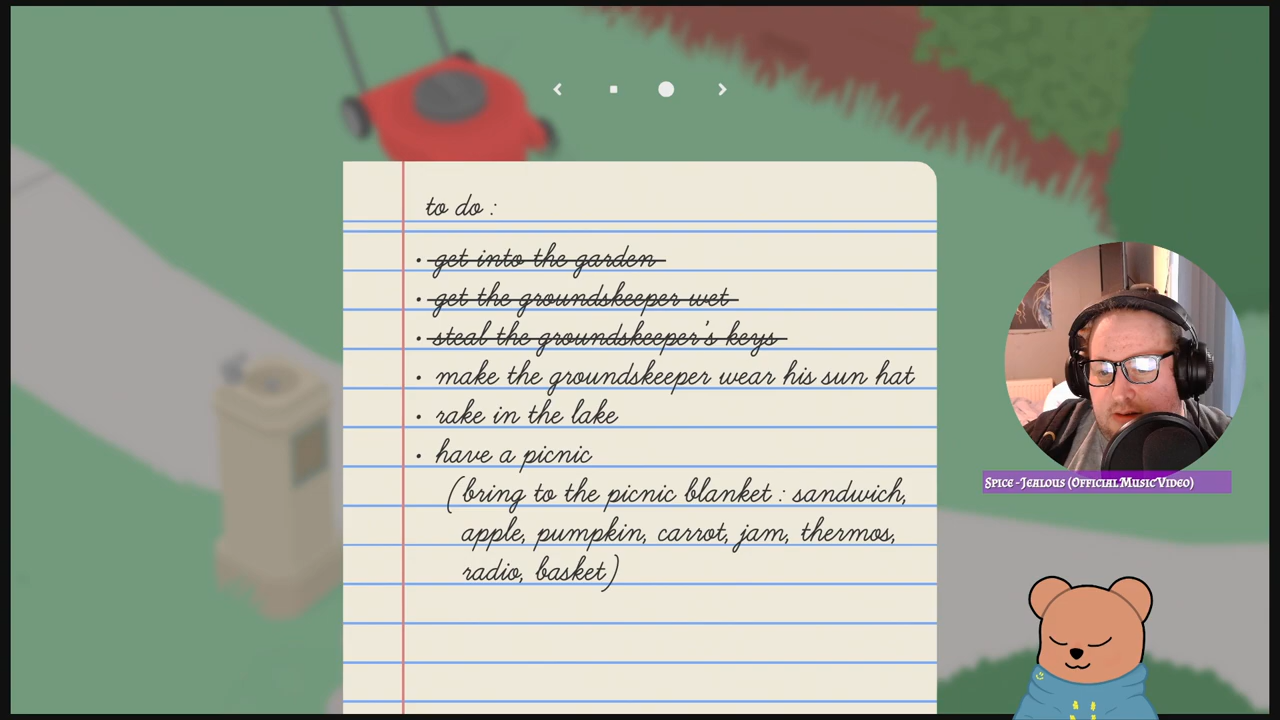 to do :
• get into the garden
• get the groundskeeper wet
• steal the groundskeeper's keys
• make the groundskeeper wear his sun hat
• rake in the lake
• have a picnic
(bring to the picnic blanket : sandwich,
apple, pumpkin, carrot, jam, thermos,
radio, basket)
Spice -Jealous (Official Music Video)